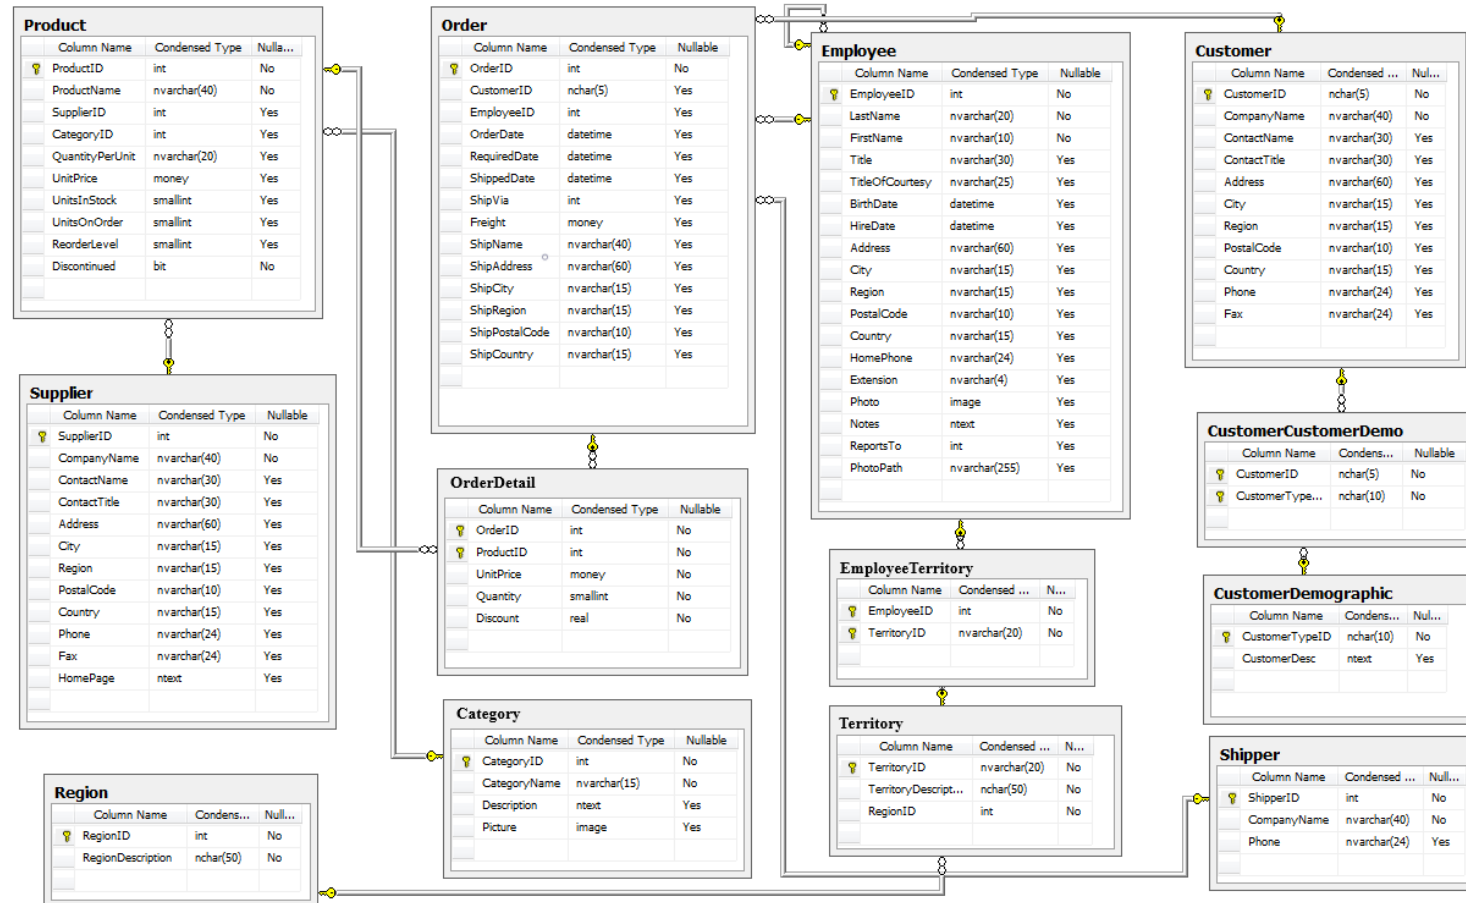 Product
Column Name Condensed Type Nulla...
ProductID int No
ProductName nvarchar(40) No
SupplierID int Yes
CategoryID int Yes
QuantityPerUnit nvarchar(20) Yes
UnitPrice money Yes
UnitsInStock smallint Yes
UnitsOnOrder smallint Yes
ReorderLevel smallint Yes
Discontinued bit No
Order
Column Name Condensed Type Nullable
OrderID int No
CustomerID nchar(5) Yes
EmployeeID int Yes
OrderDate datetime Yes
RequiredDate datetime Yes
ShippedDate datetime Yes
ShipVia int Yes
Freight money Yes
ShipName nvarchar(40) Yes
ShipAddress nvarchar(60) Yes
ShipCity nvarchar(15) Yes
ShipRegion nvarchar(15) Yes
ShipPostalCode nvarchar(10) Yes
ShipCountry nvarchar(15) Yes
Employee
Column Name Condensed Type Nullable
EmployeeID int No
LastName nvarchar(20) No
FirstName nvarchar(10) No
Title nvarchar(30) Yes
TitleOfCourtesy nvarchar(25) Yes
BirthDate datetime Yes
HireDate datetime Yes
Address nvarchar(60) Yes
City nvarchar(15) Yes
Region nvarchar(15) Yes
PostalCode nvarchar(10) Yes
Country nvarchar(15) Yes
HomePhone nvarchar(24) Yes
Extension nvarchar(4) Yes
Photo image Yes
Notes ntext Yes
ReportsTo int Yes
PhotoPath nvarchar(255) Yes
Customer
Column Name Condensed ... Nul...
CustomerID nchar(5) No
CompanyName nvarchar(40) No
ContactName nvarchar(30) Yes
ContactTitle nvarchar(30) Yes
Address nvarchar(60) Yes
City nvarchar(15) Yes
Region nvarchar(15) Yes
PostalCode nvarchar(10) Yes
Country nvarchar(15) Yes
Phone nvarchar(24) Yes
Fax nvarchar(24) Yes
Supplier
Column Name Condensed Type Nullable
SupplierID int No
CompanyName nvarchar(40) No
ContactName nvarchar(30) Yes
ContactTitle nvarchar(30) Yes
Address nvarchar(60) Yes
City nvarchar(15) Yes
Region nvarchar(15) Yes
PostalCode nvarchar(10) Yes
Country nvarchar(15) Yes
Phone nvarchar(24) Yes
Fax nvarchar(24) Yes
HomePage ntext Yes
OrderDetail
Column Name Condensed Type Nullable
OrderID int No
ProductID int No
UnitPrice money No
Quantity smallint No
Discount real No
CustomerCustomerDemo
Column Name Condens... Nullable
CustomerID nchar(5) No
CustomerType... nchar(10) No
EmployeeTerritory
Column Name Condensed ... N...
EmployeeID int No
TerritoryID nvarchar(20) No
CustomerDemographic
Column Name Condens... Nul...
CustomerTypeID nchar(10) No
CustomerDesc ntext Yes
Category
Column Name Condensed Type Nullable
CategoryID int No
CategoryName nvarchar(15) No
Description ntext Yes
Picture image Yes
Territory
Column Name Condensed ... N...
TerritoryID nvarchar(20) No
TerritoryDescript... nchar(50) No
RegionID int No
Shipper
Column Name Condensed ... Null...
ShipperID int No
CompanyName nvarchar(40) No
Phone nvarchar(24) Yes
Region
Column Name Condens... Null...
RegionID int No
RegionDescription nchar(50) No